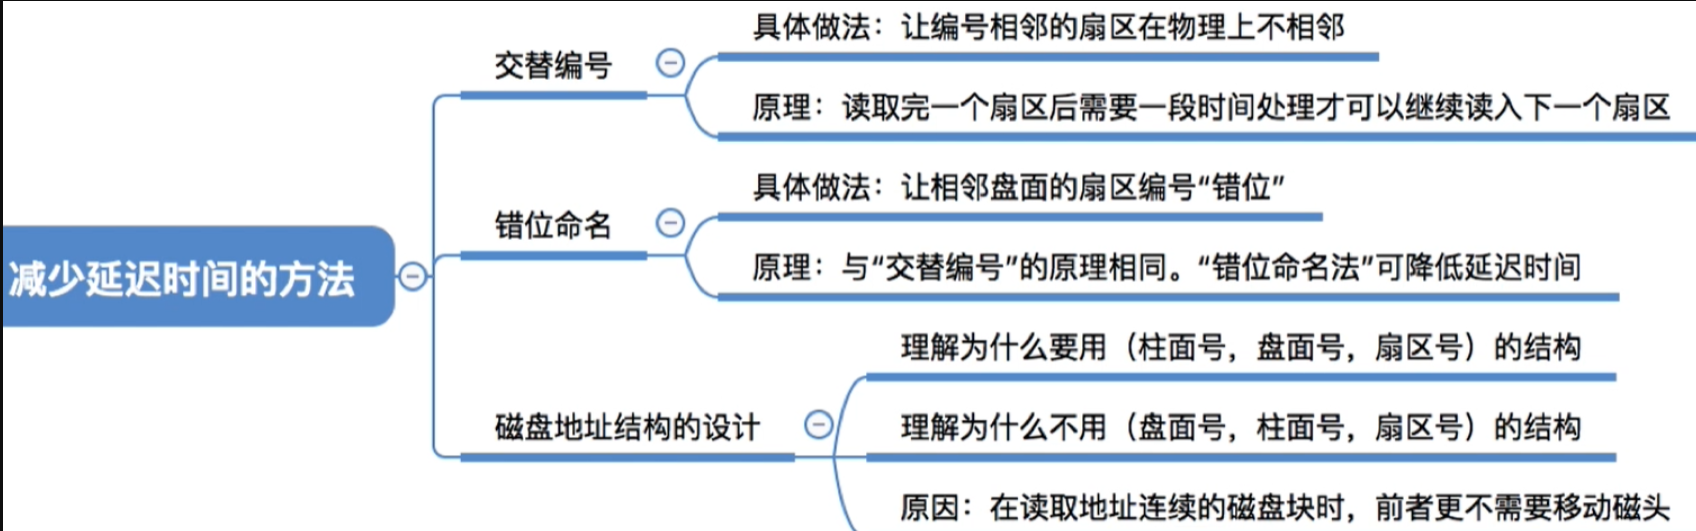 减少延迟时间的方法
交替编号
具体做法：让编号相邻的扇区在物理上不相邻
原理：读取完一个扇区后需要一段时间处理才可以继续读入下一个扇区
错位命名
具体做法：让相邻盘面的扇区编号“错位”
原理：与“交替编号”的原理相同。“错位命名法”可降低延迟时间
磁盘地址结构的设计
理解为什么要用（柱面号，盘面号，扇区号）的结构
理解为什么不用（盘面号，柱面号，扇区号）的结构
原因：在读取地址连续的磁盘块时，前者更不需要移动磁头